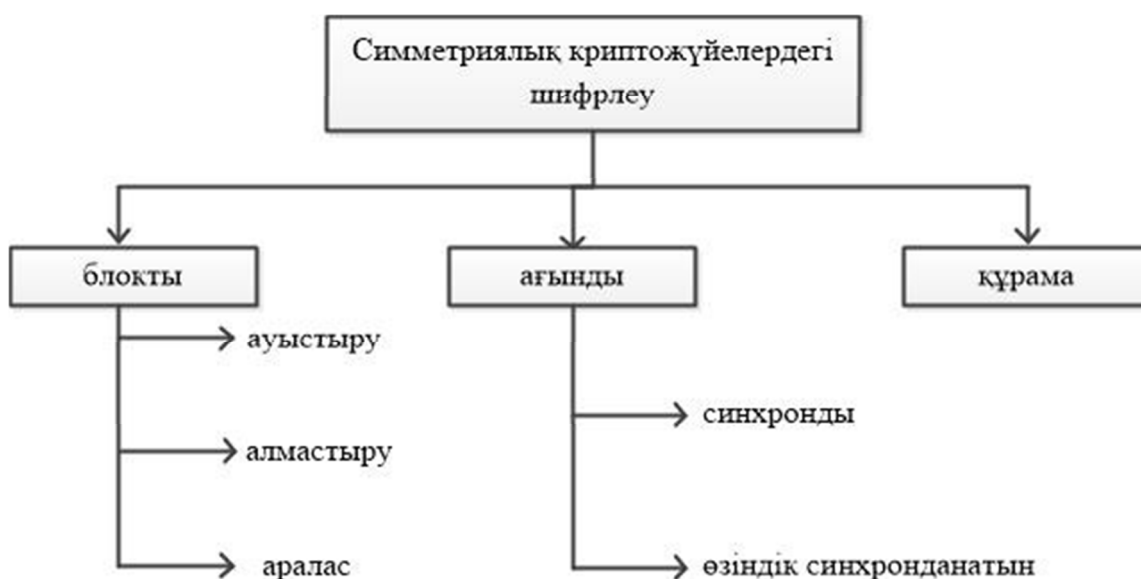 Симметриялық криптожүйелердегі
шифрлеу
блокты
ағынды
құрама
ауыстыру
синхронды
алмастыру
аралас
өзіндік синхронданатын